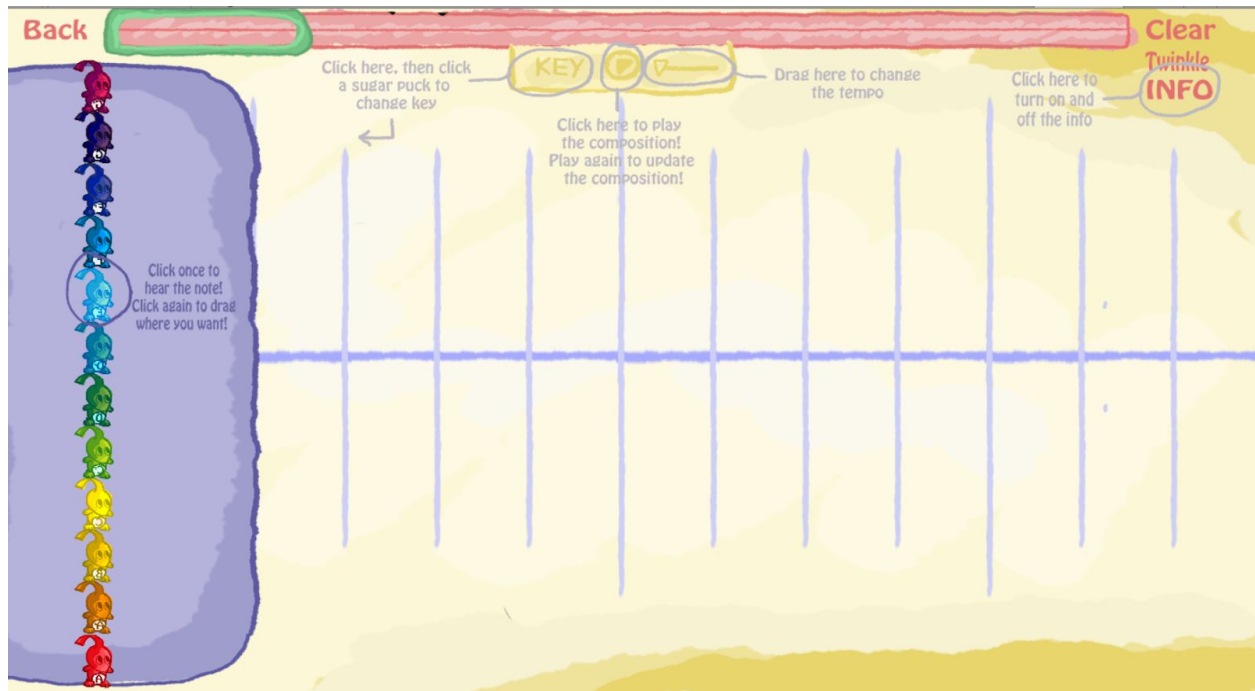 Back
Clear
Twinkle
INFO
Click here, then click
a sugar puck to
change key
KEY
Drag here to change
the tempo
Click here to
turn on and
off the info
Click here to play
the composition!
Play again to update
the composition!
Click once to
hear the note!
Click again to drag
where you want!